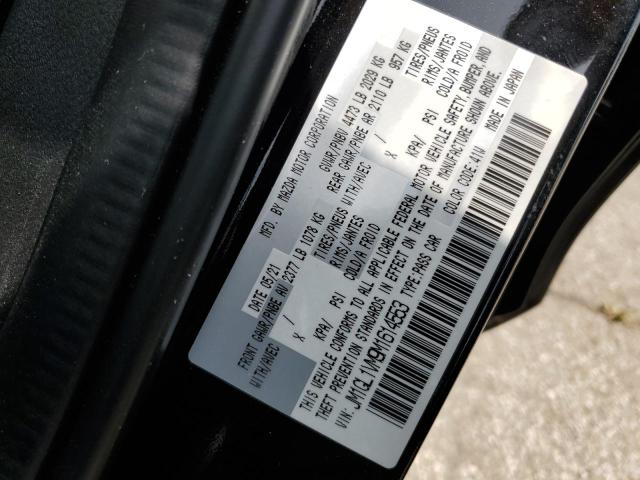 MFD. BY MAZDA MOTOR CORPORATION
DATE 05/21 GVWR/PNBV 4473 LB 2029 KG
FRONT GAWR/PNBE AV 2377 LB 1078 KG REAR GAWR/PNBE AR 2110 LB 957 KG
WITH/AVEC TIRES/PNEUS WITH/AVEC TIRES/PNEUS
X / RIMS/JANTES X / RIMS/JANTES
KPA/ PSI COLD/A FROID KPA/ PSI COLD/A FROID
THIS VEHICLE CONFORMS TO ALL APPLICABLE FEDERAL MOTOR VEHICLE SAFETY, BUMPER, AND
THEFT PREVENTION STANDARDS IN EFFECT ON THE DATE OF MANUFACTURE SHOWN ABOVE.
VIN: JM1GL1VM9M1614553 TYPE:PASS CAR COLOR CODE:41W MADE IN JAPAN